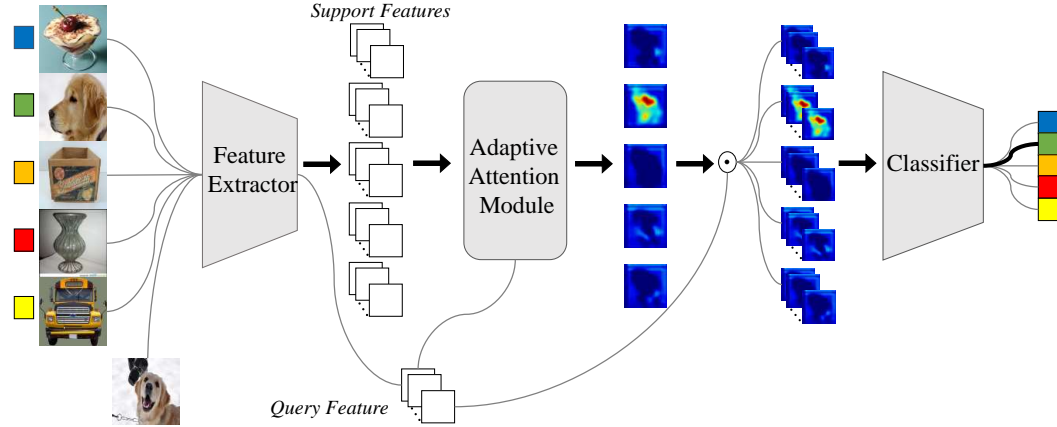 Support Features
Feature
Extractor
Adaptive
Attention
Module
Classifier
Query Feature